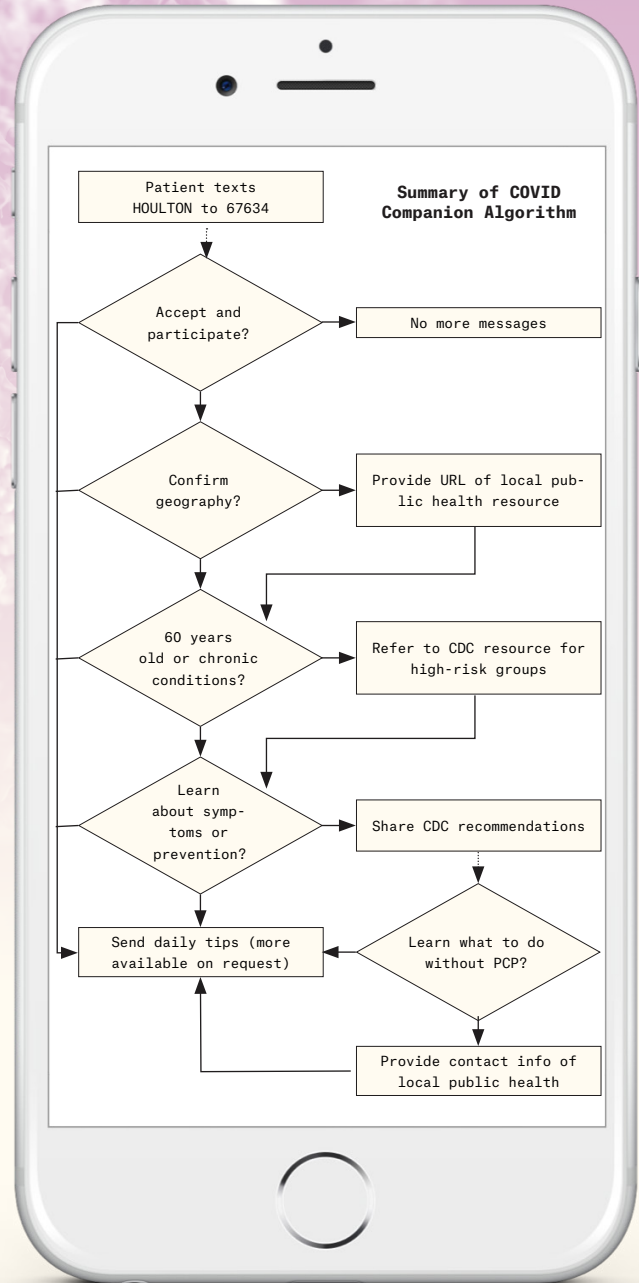 Patient texts
HOULTON to 67634
Summary of COVID
Companion Algorithm
Accept and
participate?
No more messages
Confirm
geography?
Provide URL of local pub-
lic health resource
60 years
old or chronic
conditions?
Refer to CDC resource for
high-risk groups
Learn
about symp-
toms or
prevention?
Share CDC recommendations
Send daily tips (more
available on request)
Learn what to do
without PCP?
Provide contact info of
local public health